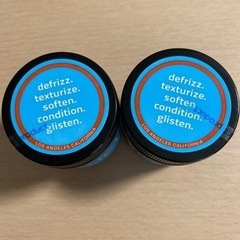 defrizz.
texturize.
soften.
condition.
glisten.
LOS ANGELES CALIFORNIA
defrizz.
texturize.
soften.
condition.
glisten.
LOS ANGELES CALIFORNIA